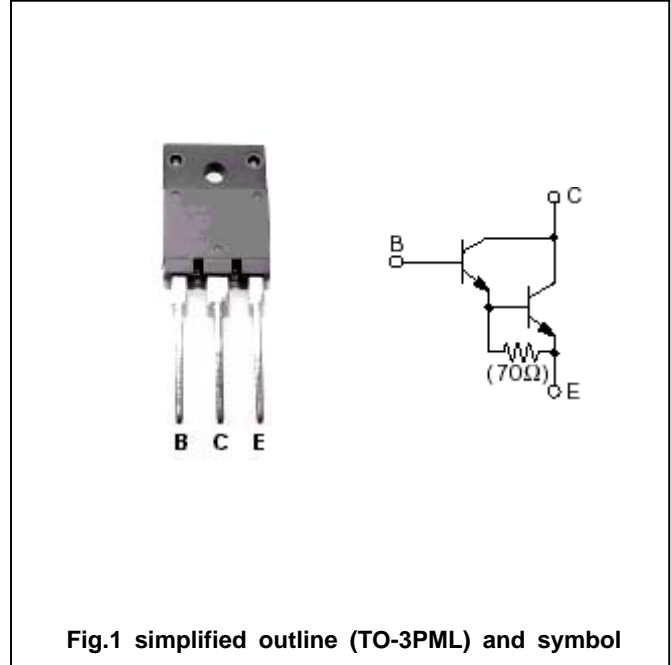 C
B
(70Ω)
E
B C E
Fig.1 simplified outline (TO-3PML) and symbol